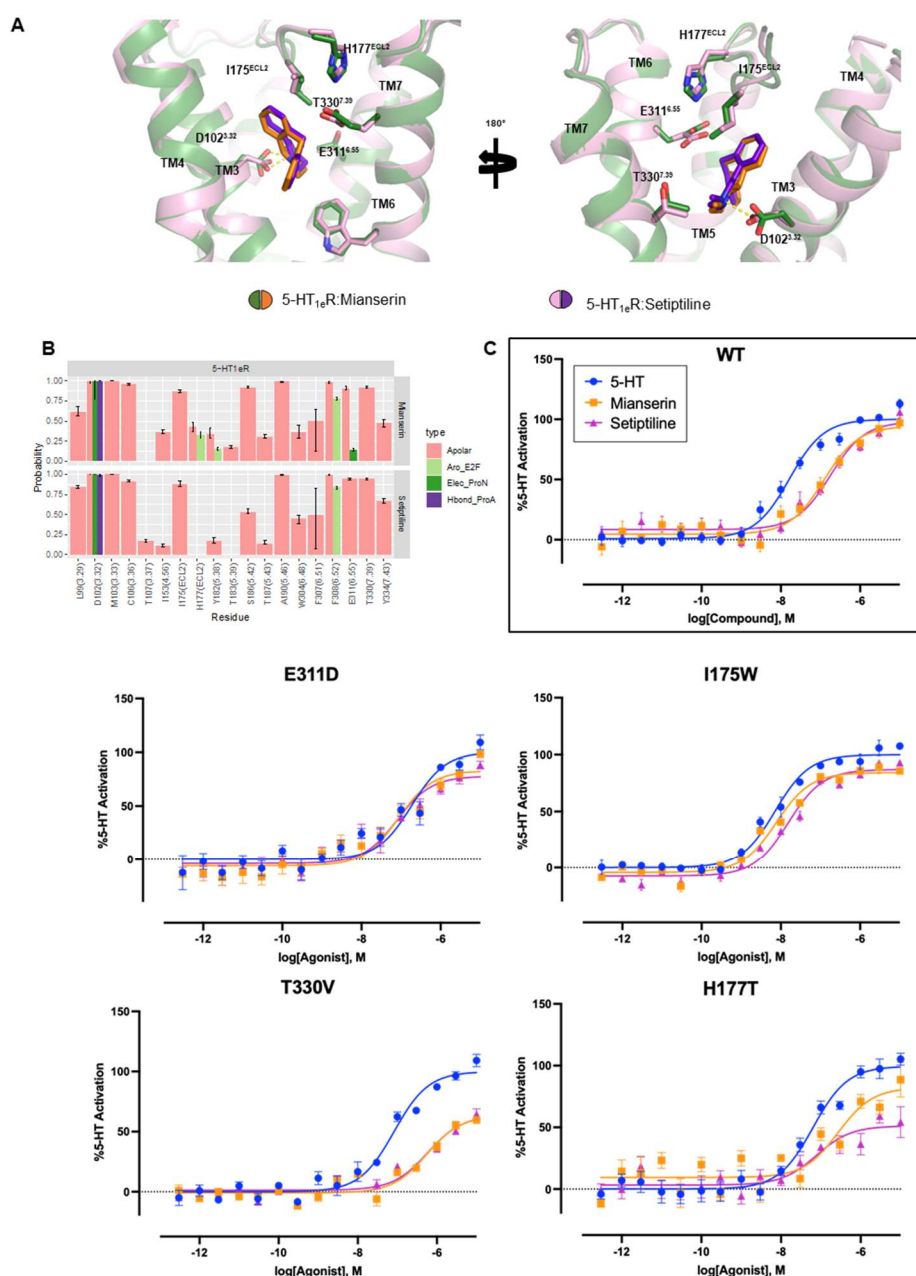 A
H177ECL2
I175ECL2
TM7
T3307.39
D1023.32
E3116.55
TM4
TM3
TM6
180°
H177ECL2
TM6
I175ECL2
TM4
E3116.55
TM7
T3307.39
TM3
TM5
D1023.32
5-HT1eR:Mianserin
5-HT1eR:Setiptiline
B
5-HT1eR
Probability
1.00
0.75
0.50
0.25
0.00
Mianserin
1.00
0.75
0.50
0.25
0.00
Setiptiline
type
Apolar
Aro_E2F
Elec_ProN
Hbond_ProA
L99(3.29)
D102(3.32)
M103(3.33)
C106(3.36)
T107(3.37)
I153(4.56)
I175(ECL2)
H177(ECL2)
Y182(5.38)
T183(5.39)
S186(5.42)
T187(5.43)
A190(5.46)
W304(6.48)
F307(6.51)
F308(6.52)
E311(6.55)
T330(7.39)
Y334(7.43)
Residue
C
WT
5-HT
Mianserin
Setiptiline
%5-HT Activation
150
100
50
0
-12 -10 -8 -6
log[Compound], M
E311D
%5-HT Activation
150
100
50
0
-12 -10 -8 -6
log[Agonist], M
I175W
%5-HT Activation
150
100
50
0
-12 -10 -8 -6
log[Agonist], M
T330V
%5-HT Activation
150
100
50
0
-12 -10 -8 -6
log[Agonist], M
H177T
%5-HT Activation
150
100
50
0
-12 -10 -8 -6
log[Agonist], M